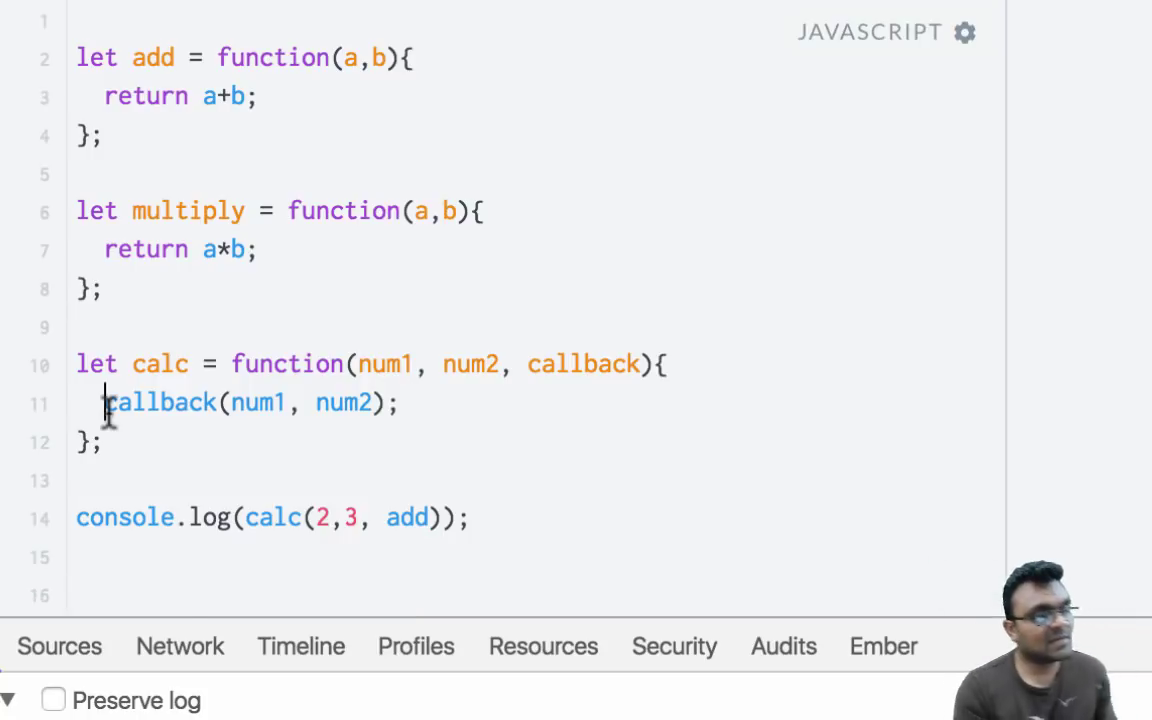 JAVASCRIPT
1
2 let add = function(a,b){
3   return a+b;
4 };
5
6 let multiply = function(a,b){
7   return a*b;
8 };
9
10 let calc = function(num1, num2, callback){
11   callback(num1, num2);
12 };
13
14 console.log(calc(2,3, add));
15
16
Sources Network Timeline Profiles Resources Security Audits Ember
Preserve log